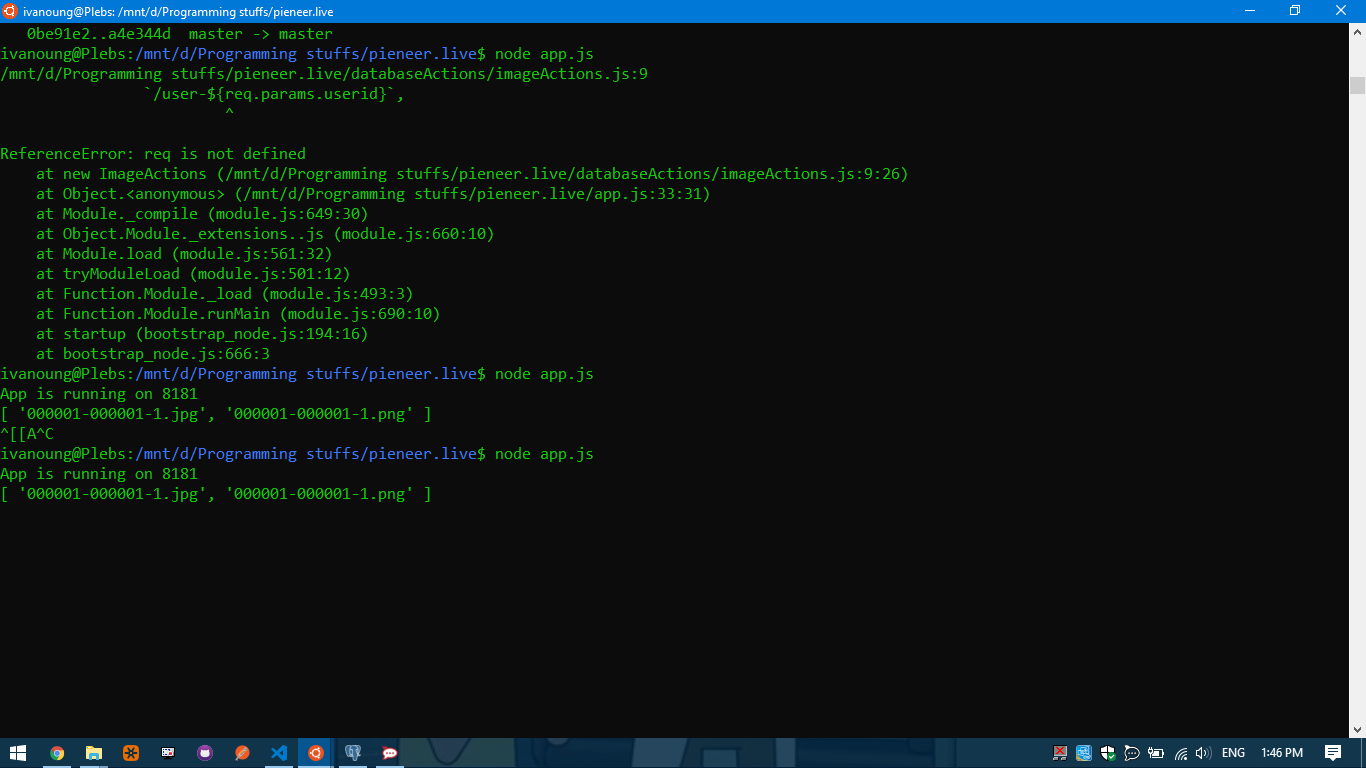 ivanoung@Plebs: /mnt/d/Programming stuffs/pieneer.live
0be91e2..a4e344d  master -> master
ivanoung@Plebs:/mnt/d/Programming stuffs/pieneer.live$ node app.js
/mnt/d/Programming stuffs/pieneer.live/databaseActions/imageActions.js:9
`/user-${req.params.userid}`,
^
ReferenceError: req is not defined
at new ImageActions (/mnt/d/Programming stuffs/pieneer.live/databaseActions/imageActions.js:9:26)
at Object.<anonymous> (/mnt/d/Programming stuffs/pieneer.live/app.js:33:31)
at Module._compile (module.js:649:30)
at Object.Module._extensions..js (module.js:660:10)
at Module.load (module.js:561:32)
at tryModuleLoad (module.js:501:12)
at Function.Module._load (module.js:493:3)
at Function.Module.runMain (module.js:690:10)
at startup (bootstrap_node.js:194:16)
at bootstrap_node.js:666:3
ivanoung@Plebs:/mnt/d/Programming stuffs/pieneer.live$ node app.js
App is running on 8181
[ '000001-000001-1.jpg', '000001-000001-1.png' ]
^[[A^C
ivanoung@Plebs:/mnt/d/Programming stuffs/pieneer.live$ node app.js
App is running on 8181
[ '000001-000001-1.jpg', '000001-000001-1.png' ]
ENG
1:46 PM